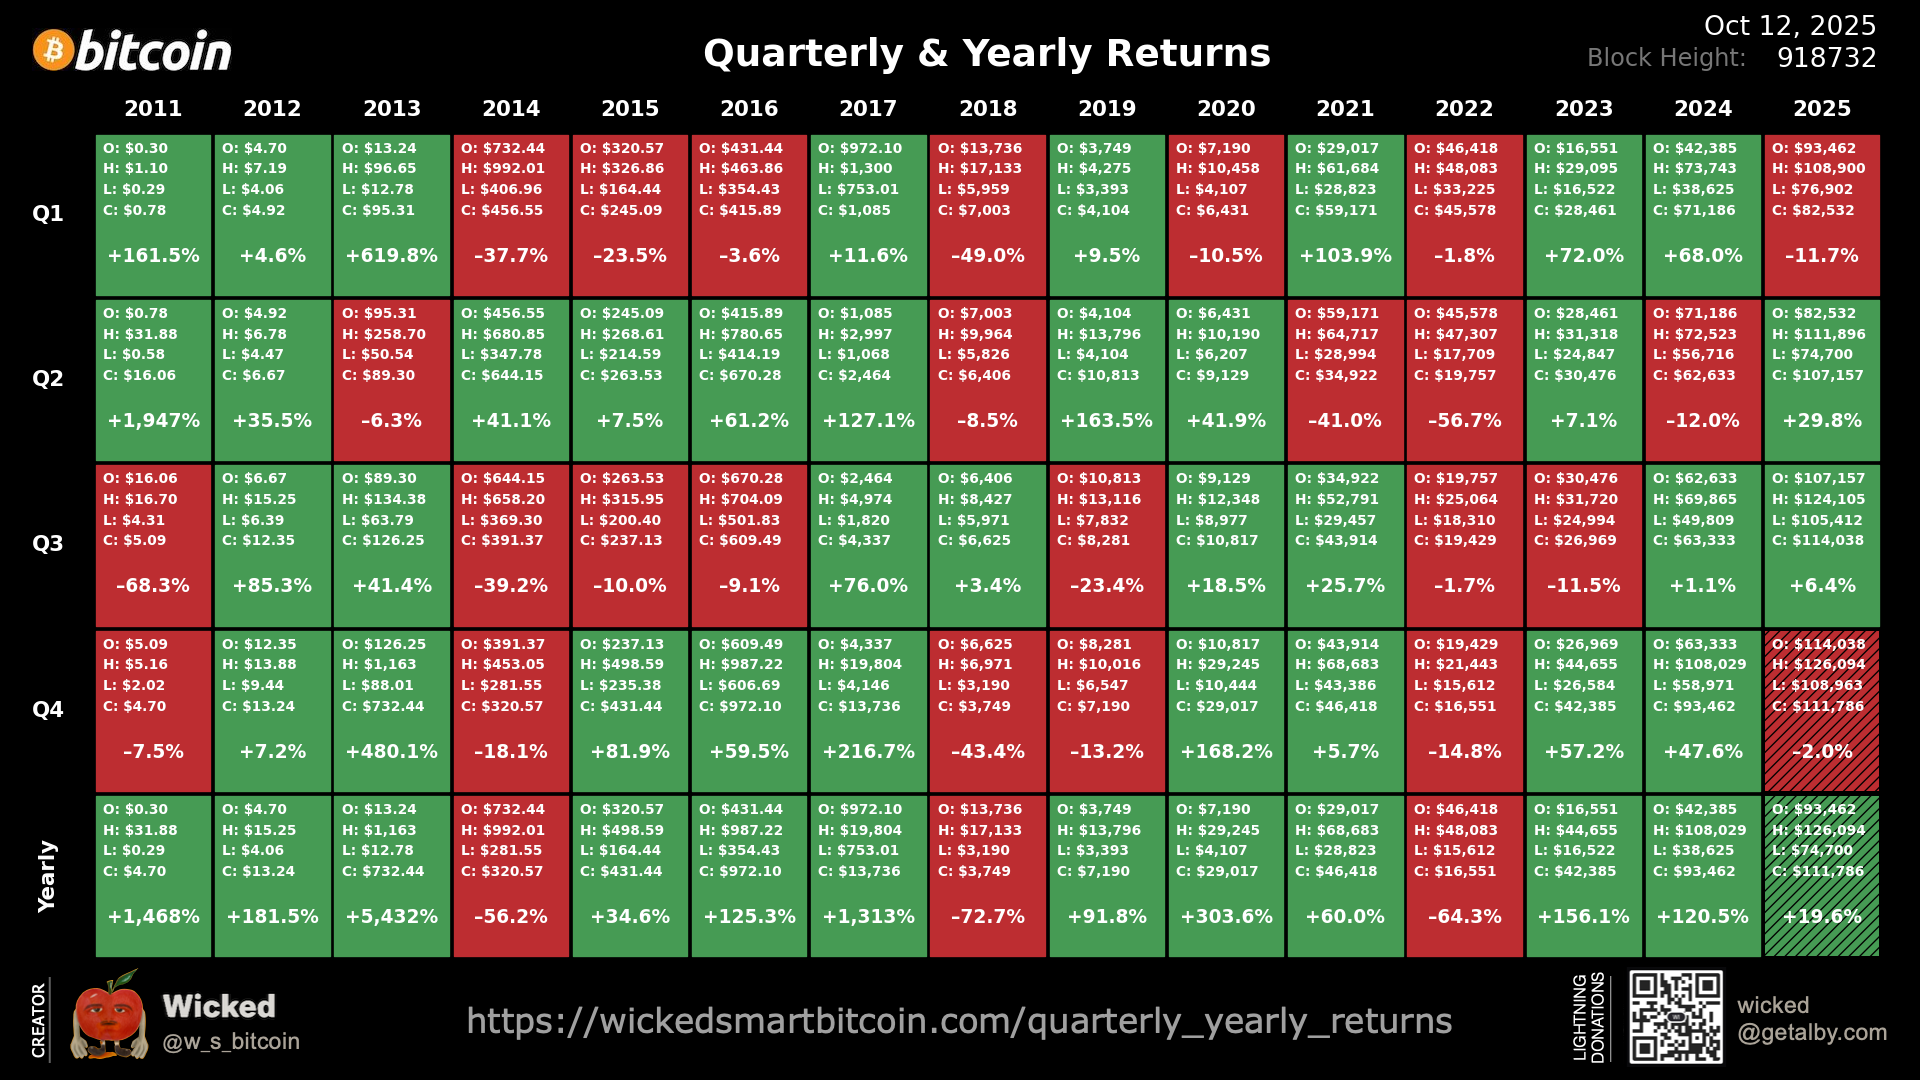 bitcoin
Quarterly & Yearly Returns
Oct 12, 2025
Block Height: 918732
2011 2012 2013 2014 2015 2016 2017 2018 2019 2020 2021 2022 2023 2024 2025
Q1
O: $0.30 O: $4.70 O: $13.24 O: $732.44 O: $320.57 O: $431.44 O: $972.10 O: $13,736 O: $3,749 O: $7,190 O: $29,017 O: $46,418 O: $16,551 O: $42,385 O: $93,462
H: $1.10 H: $7.19 H: $96.65 H: $992.01 H: $326.86 H: $463.86 H: $1,300 H: $17,133 H: $4,275 H: $10,458 H: $61,684 H: $48,083 H: $29,095 H: $73,743 H: $108,900
L: $0.29 L: $4.06 L: $12.78 L: $406.96 L: $164.44 L: $354.43 L: $753.01 L: $5,959 L: $3,393 L: $4,107 L: $28,823 L: $33,225 L: $16,522 L: $38,625 L: $76,902
C: $0.78 C: $4.92 C: $95.31 C: $456.55 C: $245.09 C: $415.89 C: $1,085 C: $7,003 C: $4,104 C: $6,431 C: $59,171 C: $45,578 C: $28,461 C: $71,186 C: $82,532
+161.5% +4.6% +619.8% –37.7% –23.5% –3.6% +11.6% –49.0% +9.5% –10.5% +103.9% –1.8% +72.0% +68.0% –11.7%
Q2
O: $0.78 O: $4.92 O: $95.31 O: $456.55 O: $245.09 O: $415.89 O: $1,085 O: $7,003 O: $4,104 O: $6,431 O: $59,171 O: $45,578 O: $28,461 O: $71,186 O: $82,532
H: $31.88 H: $6.78 H: $258.70 H: $680.85 H: $268.61 H: $780.65 H: $2,997 H: $9,964 H: $13,796 H: $10,190 H: $64,717 H: $47,307 H: $31,318 H: $72,523 H: $111,896
L: $0.58 L: $4.47 L: $50.54 L: $347.78 L: $214.59 L: $414.19 L: $1,068 L: $5,826 L: $4,104 L: $6,207 L: $28,994 L: $17,709 L: $24,847 L: $56,716 L: $74,700
C: $16.06 C: $6.67 C: $89.30 C: $644.15 C: $263.53 C: $670.28 C: $2,464 C: $6,406 C: $10,813 C: $9,129 C: $34,922 C: $19,757 C: $30,476 C: $62,633 C: $107,157
+1,947% +35.5% –6.3% +41.1% +7.5% +61.2% +127.1% –8.5% +163.5% +41.9% –41.0% –56.7% +7.1% –12.0% +29.8%
Q3
O: $16.06 O: $6.67 O: $89.30 O: $644.15 O: $263.53 O: $670.28 O: $2,464 O: $6,406 O: $10,813 O: $9,129 O: $34,922 O: $19,757 O: $30,476 O: $62,633 O: $107,157
H: $16.70 H: $15.25 H: $134.38 H: $658.20 H: $315.95 H: $704.09 H: $4,974 H: $8,427 H: $13,116 H: $12,348 H: $52,791 H: $25,064 H: $31,720 H: $69,865 H: $124,105
L: $4.31 L: $6.39 L: $63.79 L: $369.30 L: $200.40 L: $501.83 L: $1,820 L: $5,971 L: $7,832 L: $8,977 L: $29,457 L: $18,310 L: $24,994 L: $49,809 L: $105,412
C: $5.09 C: $12.35 C: $126.25 C: $391.37 C: $237.13 C: $609.49 C: $4,337 C: $6,625 C: $8,281 C: $10,817 C: $43,914 C: $19,429 C: $26,969 C: $63,333 C: $114,038
–68.3% +85.3% +41.4% –39.2% –10.0% –9.1% +76.0% +3.4% –23.4% +18.5% +25.7% –1.7% –11.5% +1.1% +6.4%
Q4
O: $5.09 O: $12.35 O: $126.25 O: $391.37 O: $237.13 O: $609.49 O: $4,337 O: $6,625 O: $8,281 O: $10,817 O: $43,914 O: $19,429 O: $26,969 O: $63,333 O: $114,038
H: $5.16 H: $13.88 H: $1,163 H: $453.05 H: $498.59 H: $987.22 H: $19,804 H: $6,971 H: $10,016 H: $29,245 H: $68,683 H: $21,443 H: $44,655 H: $108,029 H: $126,094
L: $2.02 L: $9.44 L: $88.01 L: $281.55 L: $235.38 L: $606.69 L: $4,146 L: $3,190 L: $6,547 L: $10,444 L: $43,386 L: $15,612 L: $26,584 L: $58,971 L: $108,963
C: $4.70 C: $13.24 C: $732.44 C: $320.57 C: $431.44 C: $972.10 C: $13,736 C: $3,749 C: $7,190 C: $29,017 C: $46,418 C: $16,551 C: $42,385 C: $93,462 C: $111,786
–7.5% +7.2% +480.1% –18.1% +81.9% +59.5% +216.7% –43.4% –13.2% +168.2% +5.7% –14.8% +57.2% +47.6% –2.0%
Yearly
O: $0.30 O: $4.70 O: $13.24 O: $732.44 O: $320.57 O: $431.44 O: $972.10 O: $13,736 O: $3,749 O: $7,190 O: $29,017 O: $46,418 O: $16,551 O: $42,385 O: $93,462
H: $31.88 H: $15.25 H: $1,163 H: $992.01 H: $498.59 H: $987.22 H: $19,804 H: $17,133 H: $13,796 H: $29,245 H: $68,683 H: $48,083 H: $44,655 H: $108,029 H: $126,094
L: $0.29 L: $4.06 L: $12.78 L: $281.55 L: $164.44 L: $354.43 L: $753.01 L: $3,190 L: $3,393 L: $4,107 L: $28,823 L: $15,612 L: $16,522 L: $38,625 L: $74,700
C: $4.70 C: $13.24 C: $732.44 C: $320.57 C: $431.44 C: $972.10 C: $13,736 C: $3,749 C: $7,190 C: $29,017 C: $46,418 C: $16,551 C: $42,385 C: $93,462 C: $111,786
+1,468% +181.5% +5,432% –56.2% +34.6% +125.3% +1,313% –72.7% +91.8% +303.6% +60.0% –64.3% +156.1% +120.5% +19.6%
CREATOR
Wicked
@w_s_bitcoin
https://wickedsmartbitcoin.com/quarterly_yearly_returns
LIGHTNING
DONATIONS
wicked
@getalby.com